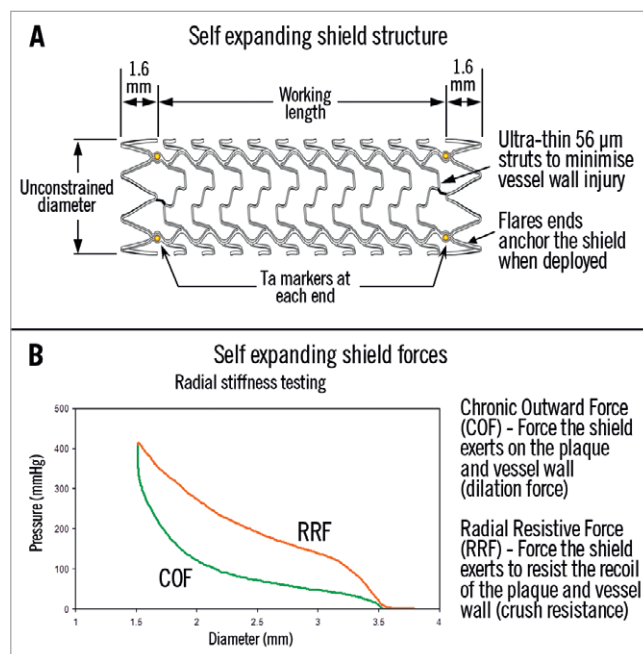 A
Self expanding shield structure
1.6
mm
Working
length
1.6
mm
Unconstrained
diameter
Ultra-thin 56 µm
struts to minimise
vessel wall injury
Flares ends
anchor the shield
when deployed
Ta markers at
each end
B
Self expanding shield forces
Radial stiffness testing
Pressure (mmHg)
500
400
300
200
100
0
RRF
COF
1
1.5
2
2.5
3
3.5
4
Diameter (mm)
Chronic Outward Force
(COF) - Force the shield
exerts on the plaque
and vessel wall
(dilation force)
Radial Resistive Force
(RRF) - Force the shield
exerts to resist the recoil
of the plaque and vessel
wall (crush resistance)